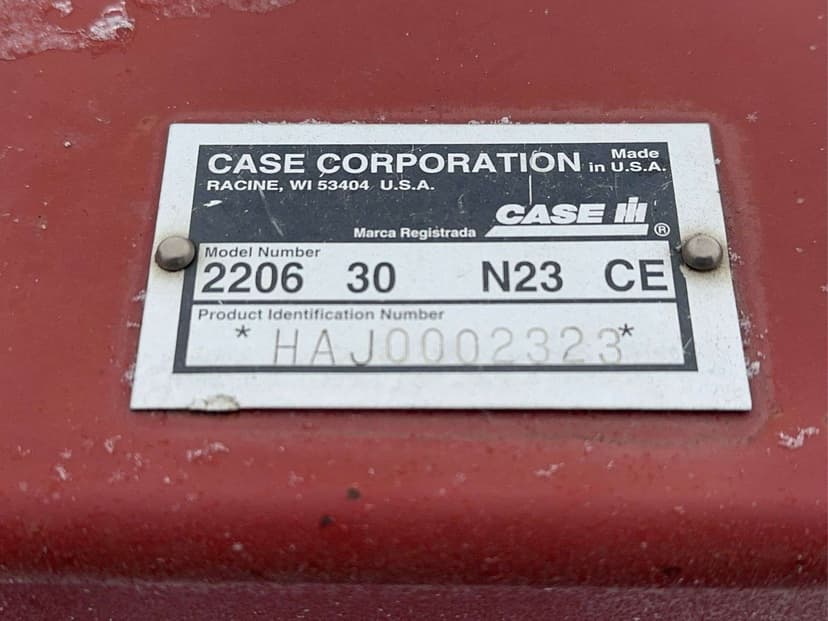 CASE CORPORATION Made in U.S.A.
RACINE, WI 53404 U.S.A.
Marca Registrada CASE IH ®
Model Number
2206 30 N23 CE
Product Identification Number
* HAJ0002323 *